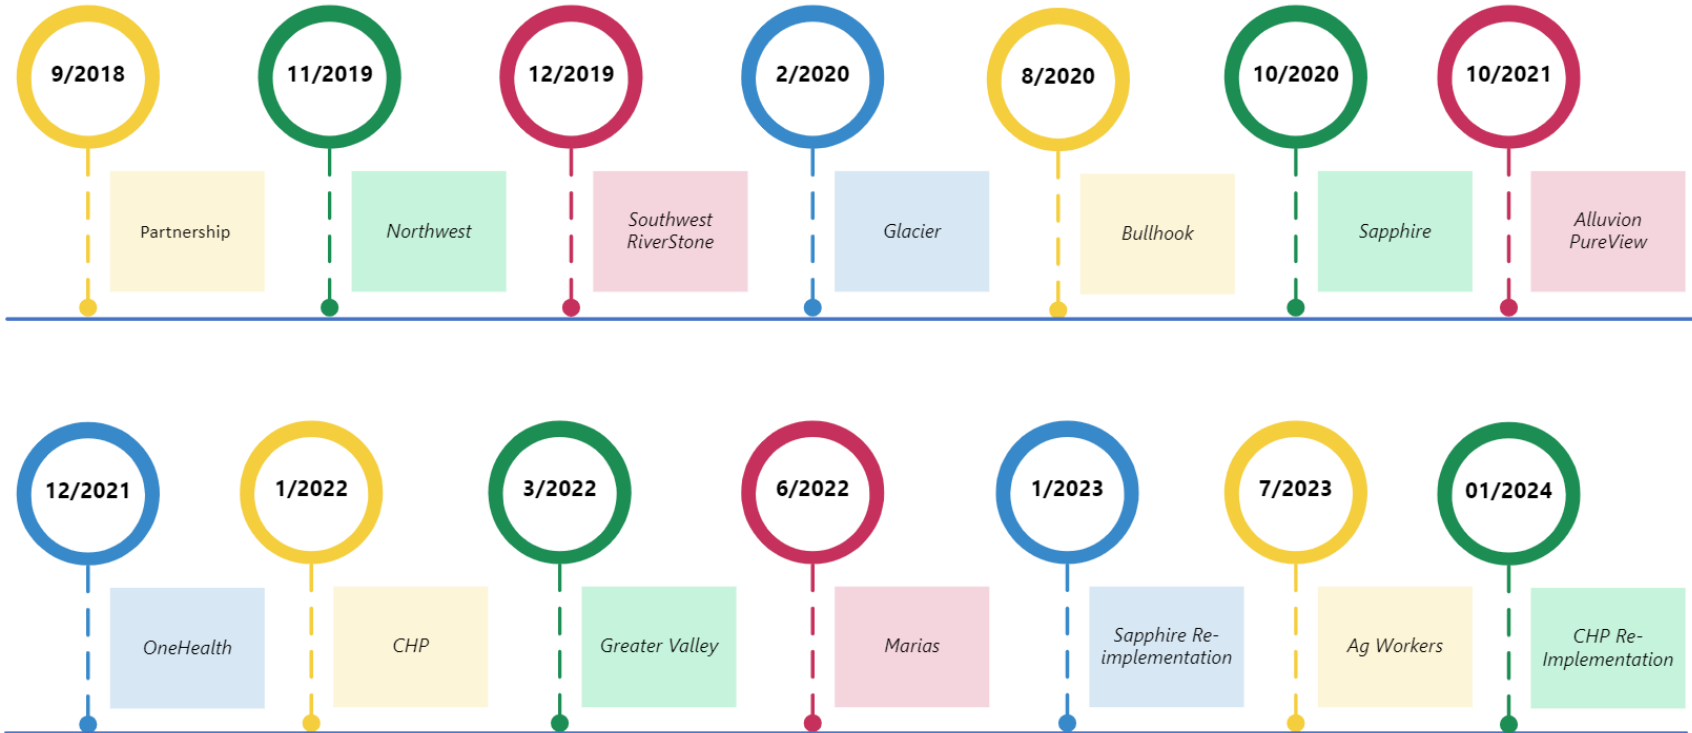 9/2018
11/2019
12/2019
2/2020
8/2020
10/2020
10/2021
Partnership
Northwest
Southwest
RiverStone
Glacier
Bullhook
Sapphire
Alluvion
PureView
12/2021
1/2022
3/2022
6/2022
1/2023
7/2023
01/2024
OneHealth
CHP
Greater Valley
Marias
Sapphire Re-
implementation
Ag Workers
CHP Re-
Implementation